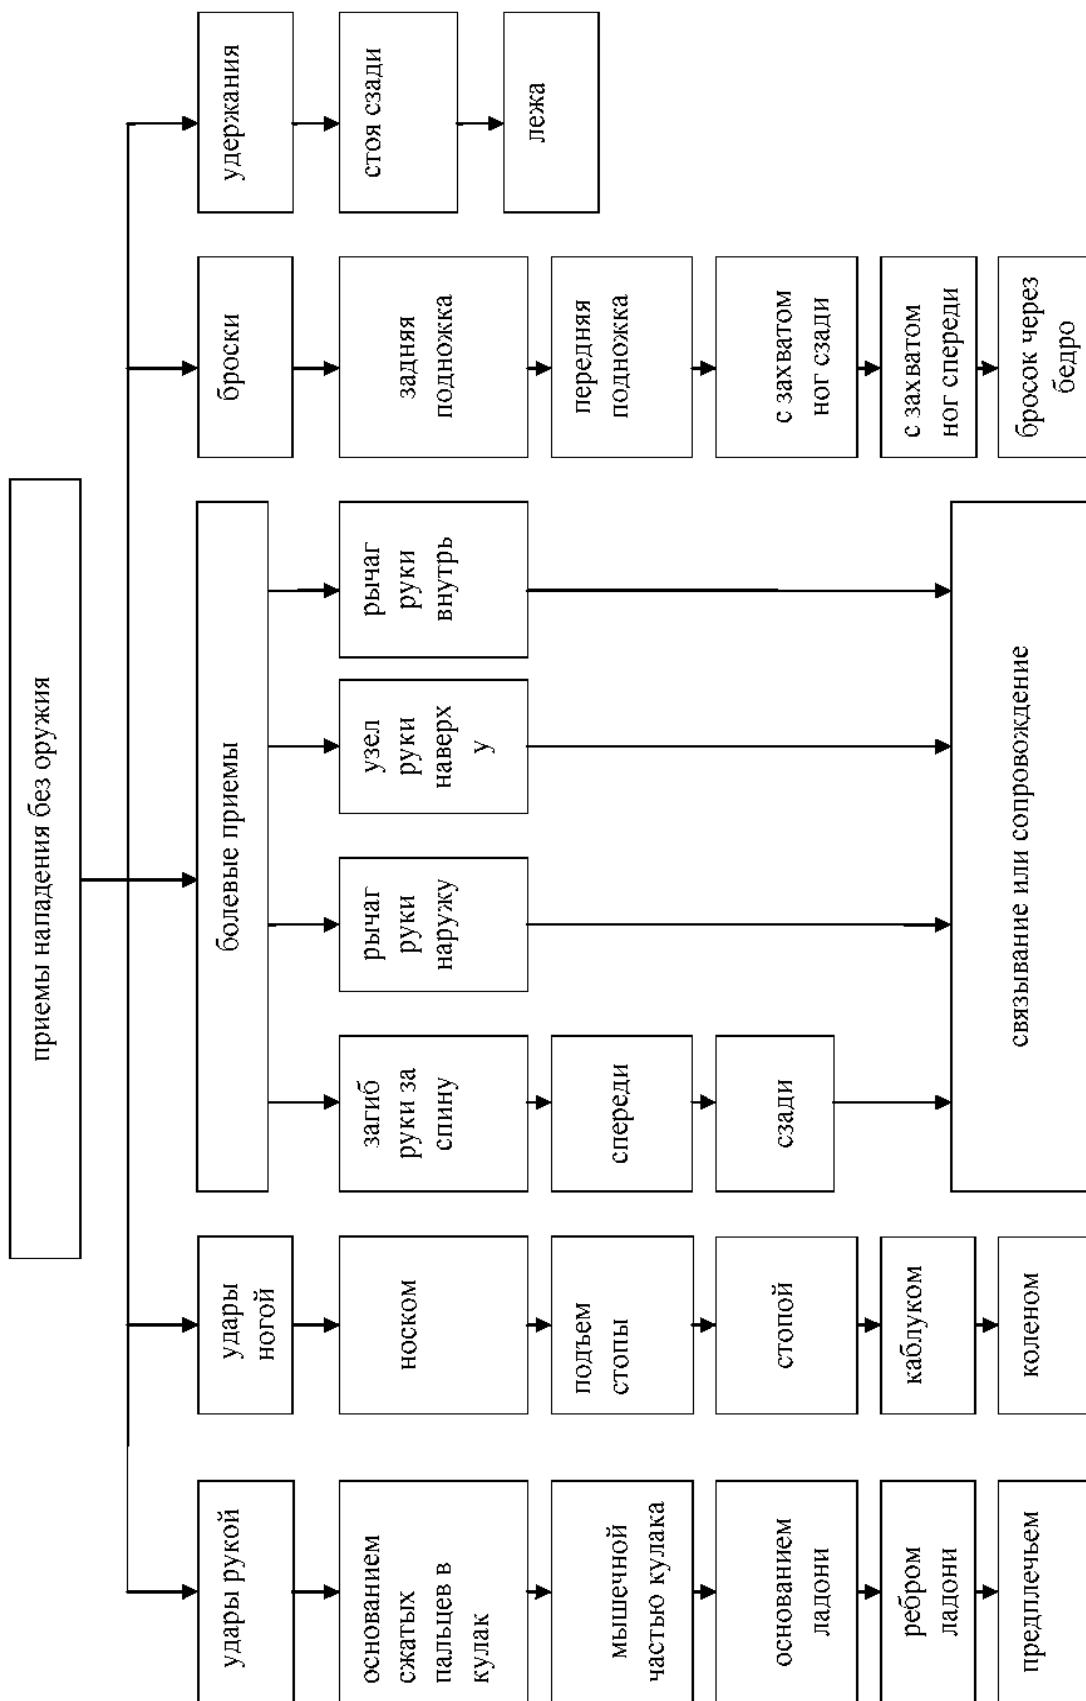 приемы нападения без оружия
удары рукой
основанием
сжатых
пальцев в
кулак
мышечной
частью кулака
основанием
ладони
ребром
ладони
предплечьем
удары
ногой
носком
подъем
стопы
стопой
каблуком
коленом
болевые приемы
загиб
руки за
спину
спереди
сзади
рычаг
руки
наружу
узел
руки
наверх
у
рычаг
руки
внутрь
связывание или сопровождение
броски
задняя
подножка
передняя
подножка
с захватом
ног сзади
с захватом
ног спереди
бросок через
бедро
удержания
стоя сзади
лежа